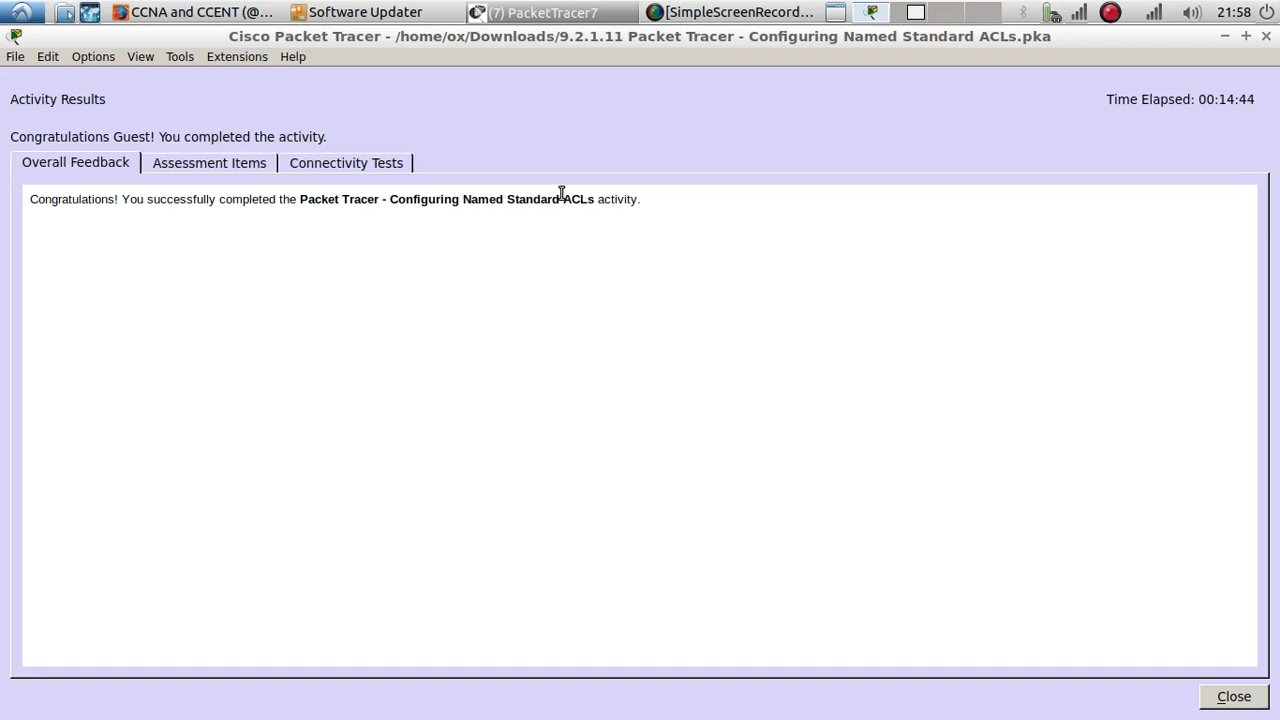 CCNA and CCENT (@... Software Updater (7) PacketTracer7 [SimpleScreenRecord... 21:58
Cisco Packet Tracer - /home/ox/Downloads/9.2.1.11 Packet Tracer - Configuring Named Standard ACLs.pka
File Edit Options View Tools Extensions Help
Activity Results Time Elapsed: 00:14:44
Congratulations Guest! You completed the activity.
Overall Feedback Assessment Items Connectivity Tests
Congratulations! You successfully completed the Packet Tracer - Configuring Named Standard ACLs activity.
Close